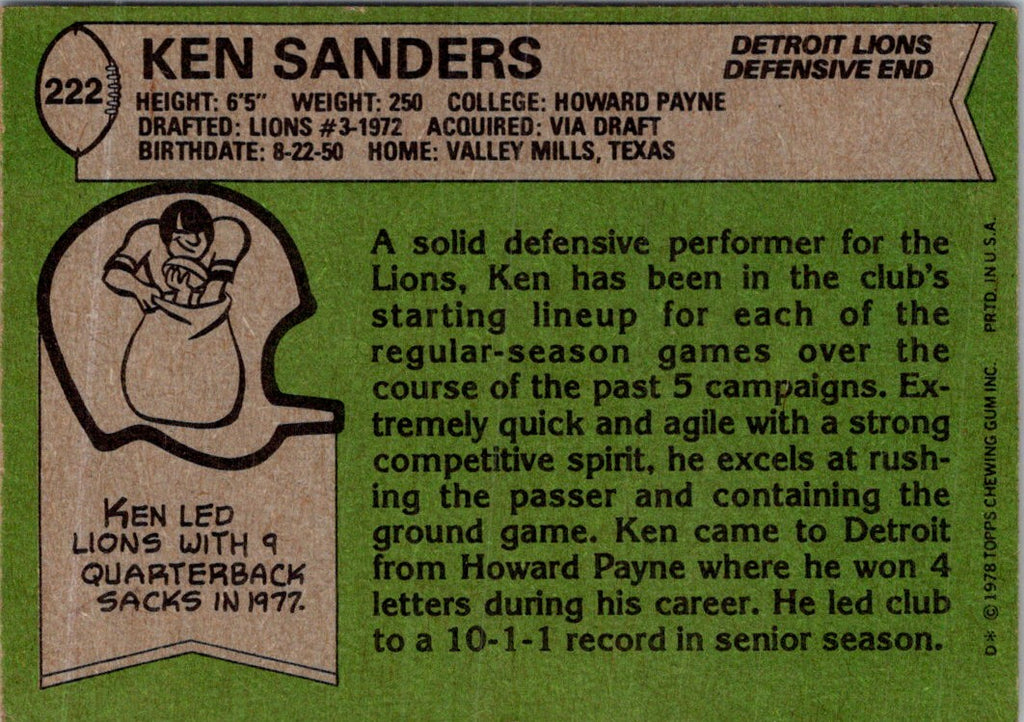 222
KEN SANDERS
DETROIT LIONS
DEFENSIVE END
HEIGHT: 6'5" WEIGHT: 250 COLLEGE: HOWARD PAYNE
DRAFTED: LIONS #3-1972 ACQUIRED: VIA DRAFT
BIRTHDATE: 8-22-50 HOME: VALLEY MILLS, TEXAS
KEN LED
LIONS WITH 9
QUARTERBACK
SACKS IN 1977.
A solid defensive performer for the
Lions, Ken has been in the club's
starting lineup for each of the
regular-season games over the
course of the past 5 campaigns. Ex-
tremely quick and agile with a strong
competitive spirit, he excels at rush-
ing the passer and containing the
ground game. Ken came to Detroit
from Howard Payne where he won 4
letters during his career. He led club
to a 10-1-1 record in senior season.
D* © 1978 TOPPS CHEWING GUM INC. PRTD. IN U.S.A.